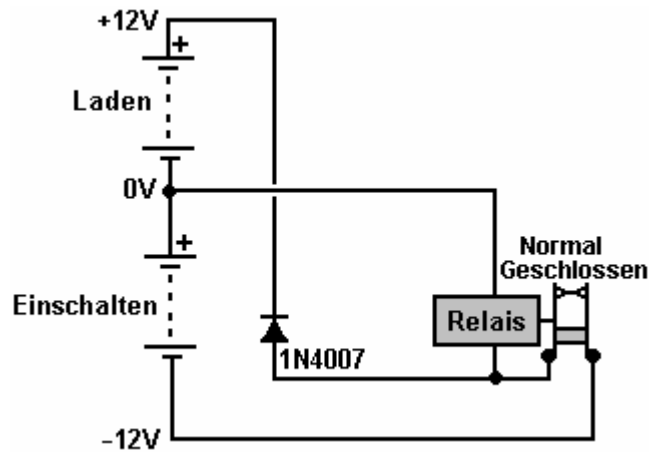 +12V
+
Laden
0V
+
Normal
Geschlossen
Einschalten
Relais
1N4007
-12V